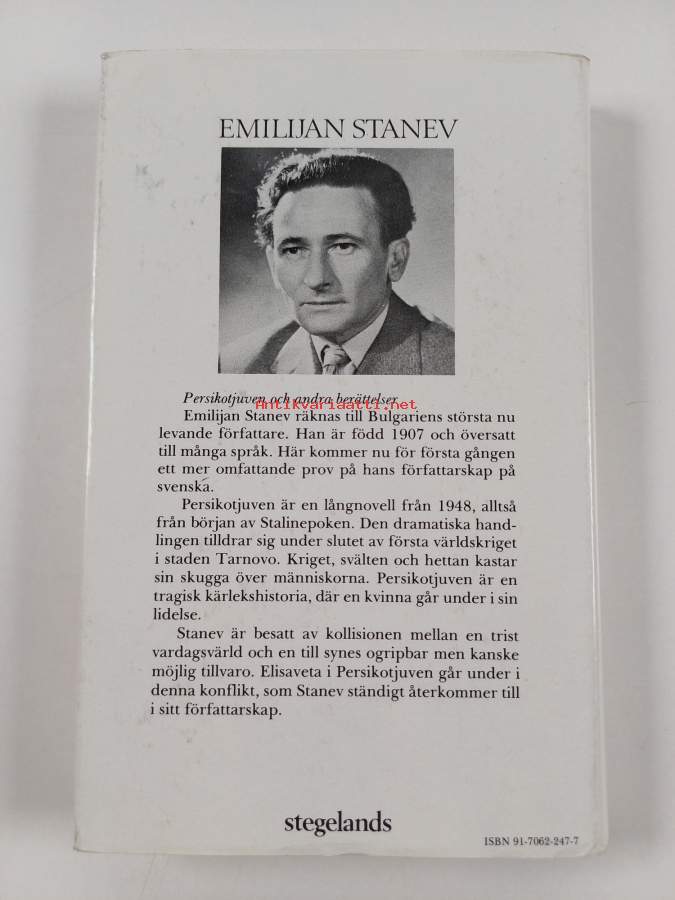 EMILIJAN STANEV
Persikotjuven och andra berättelser
Antikvariaatti.net
Emilijan Stanev räknas till Bulgariens största nu
levande författare. Han är född 1907 och översatt
till många språk. Här kommer nu för första gången
ett mer omfattande prov på hans författarskap på
svenska.
Persikotjuven är en långnovell från 1948, alltså
från början av Stalinepoken. Den dramatiska hand-
lingen tilldrar sig under slutet av första världskriget
i staden Tarnovo. Kriget, svälten och hettan kastar
sin skugga över människorna. Persikotjuven är en
tragisk kärlekshistoria, där en kvinna går under i sin
lidelse.
Stanev är besatt av kollisionen mellan en trist
vardagsvärld och en till synes ogripbar men kanske
möjlig tillvaro. Elisaveta i Persikotjuven går under i
denna konflikt, som Stanev ständigt återkommer till
i sitt författarskap.
stegelands
ISBN 91-7062-247-7